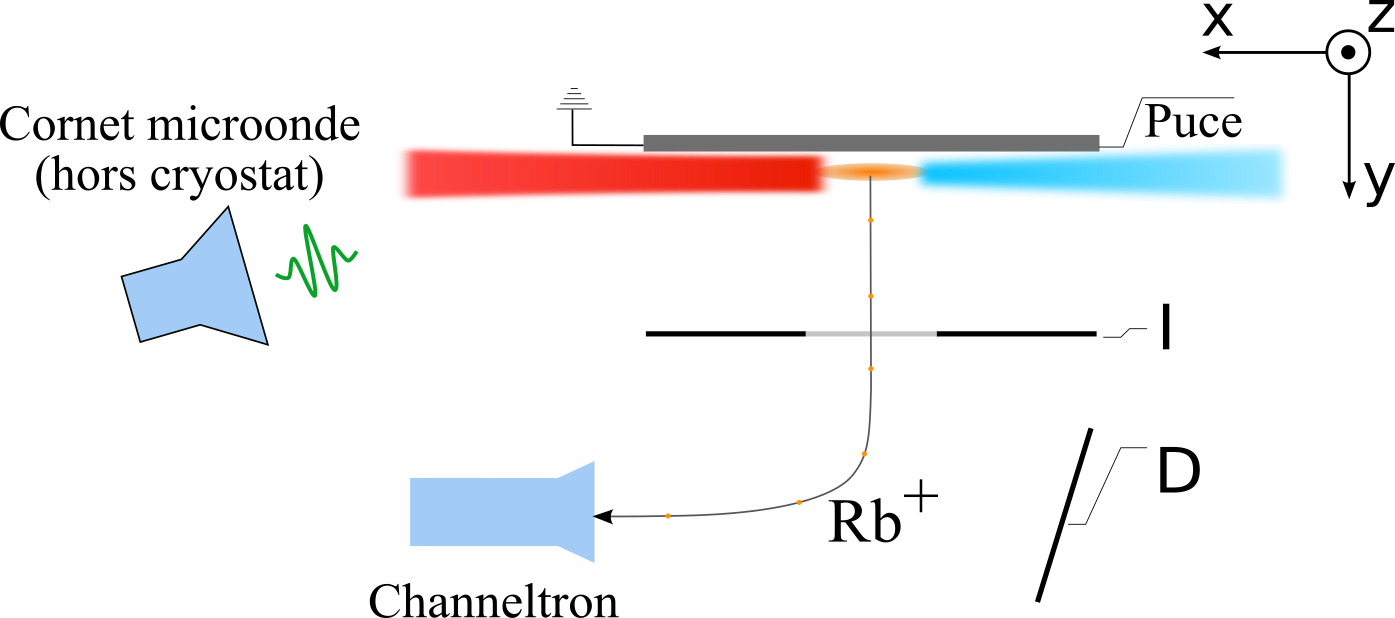 x
z
Cornet microonde
(hors cryostat)
Puce
y
I
D
Rb⁺
Channeltron